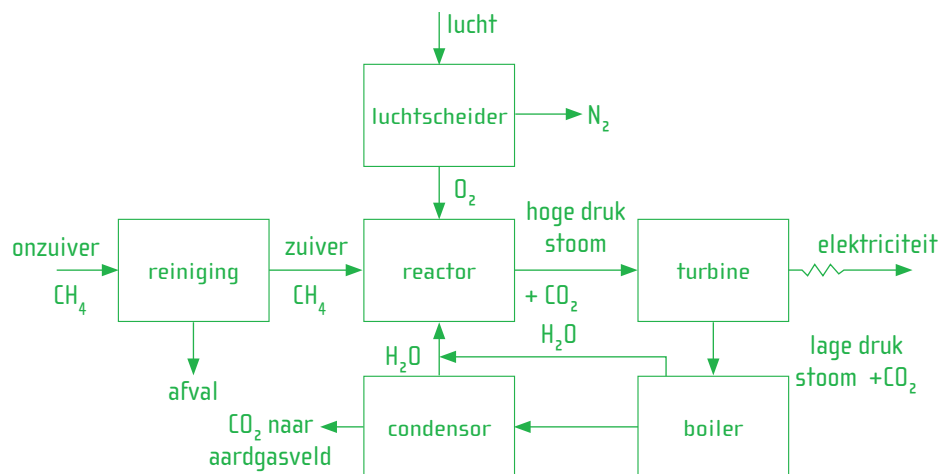 lucht
luchtscheider
N₂
O₂
onzuiver
CH₄
reiniging
zuiver
CH₄
reactor
hoge druk
stoom
+ CO₂
turbine
elektriciteit
afval
H₂O
H₂O
lage druk
stoom +CO₂
CO₂ naar
aardgasveld
condensor
boiler